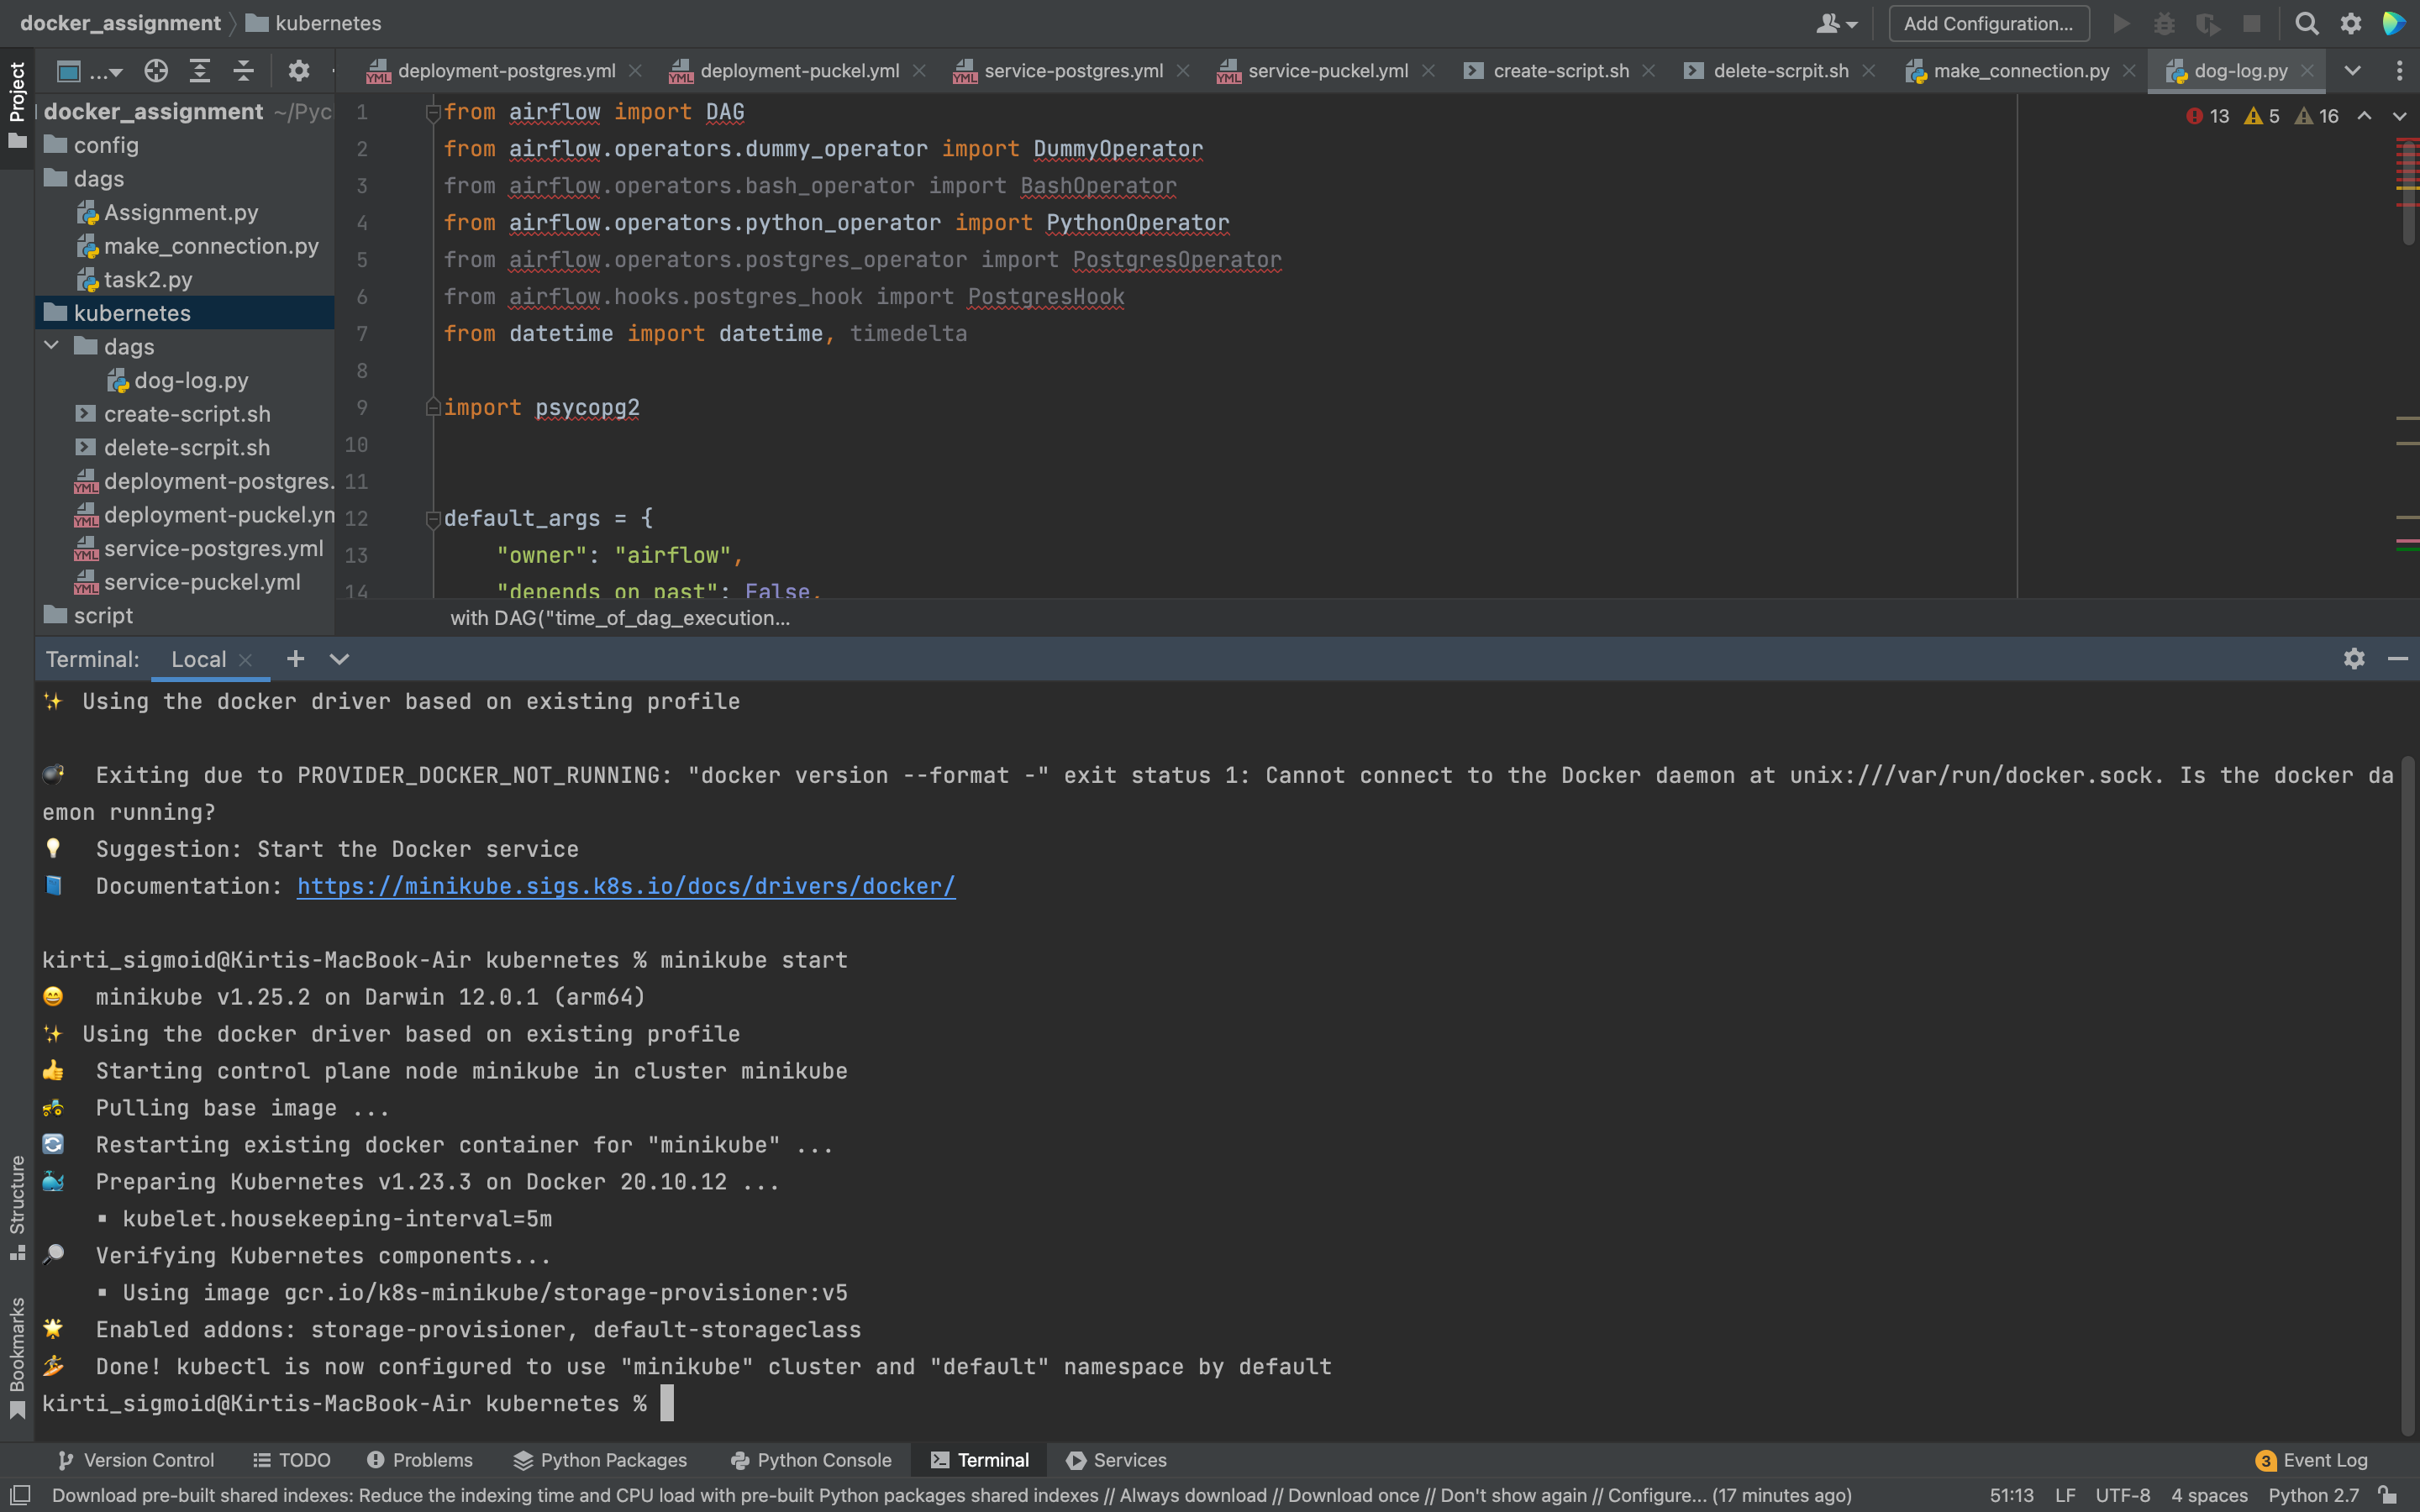 docker_assignment kubernetes
Add Configuration...
Project
...
deployment-postgres.yml
deployment-puckel.yml
service-postgres.yml
service-puckel.yml
create-script.sh
delete-scrpit.sh
make_connection.py
dog-log.py
docker_assignment ~/Pyc
config
dags
Assignment.py
make_connection.py
task2.py
kubernetes
dags
dog-log.py
create-script.sh
delete-scrpit.sh
deployment-postgres.
deployment-puckel.yn
service-postgres.yml
service-puckel.yml
script
13 5 16
1 from airflow import DAG
2 from airflow.operators.dummy_operator import DummyOperator
3 from airflow.operators.bash_operator import BashOperator
4 from airflow.operators.python_operator import PythonOperator
5 from airflow.operators.postgres_operator import PostgresOperator
6 from airflow.hooks.postgres_hook import PostgresHook
7 from datetime import datetime, timedelta
8
9 import psycopg2
10
11
12 default_args = {
13 "owner": "airflow",
14 "depends_on_past": False,
with DAG("time_of_dag_execution...
Terminal: Local
Using the docker driver based on existing profile
Exiting due to PROVIDER_DOCKER_NOT_RUNNING: "docker version --format -" exit status 1: Cannot connect to the Docker daemon at unix:///var/run/docker.sock. Is the docker da
emon running?
Suggestion: Start the Docker service
Documentation: https://minikube.sigs.k8s.io/docs/drivers/docker/
kirti_sigmoid@Kirtis-MacBook-Air kubernetes % minikube start
minikube v1.25.2 on Darwin 12.0.1 (arm64)
Using the docker driver based on existing profile
Starting control plane node minikube in cluster minikube
Pulling base image ...
Restarting existing docker container for "minikube" ...
Preparing Kubernetes v1.23.3 on Docker 20.10.12 ...
▪ kubelet.housekeeping-interval=5m
Verifying Kubernetes components...
▪ Using image gcr.io/k8s-minikube/storage-provisioner:v5
Enabled addons: storage-provisioner, default-storageclass
Done! kubectl is now configured to use "minikube" cluster and "default" namespace by default
kirti_sigmoid@Kirtis-MacBook-Air kubernetes %
Structure
Bookmarks
Version Control TODO Problems Python Packages Python Console Terminal Services 3 Event Log
Download pre-built shared indexes: Reduce the indexing time and CPU load with pre-built Python packages shared indexes // Always download // Download once // Don't show again // Configure... (17 minutes ago) 51:13 LF UTF-8 4 spaces Python 2.7